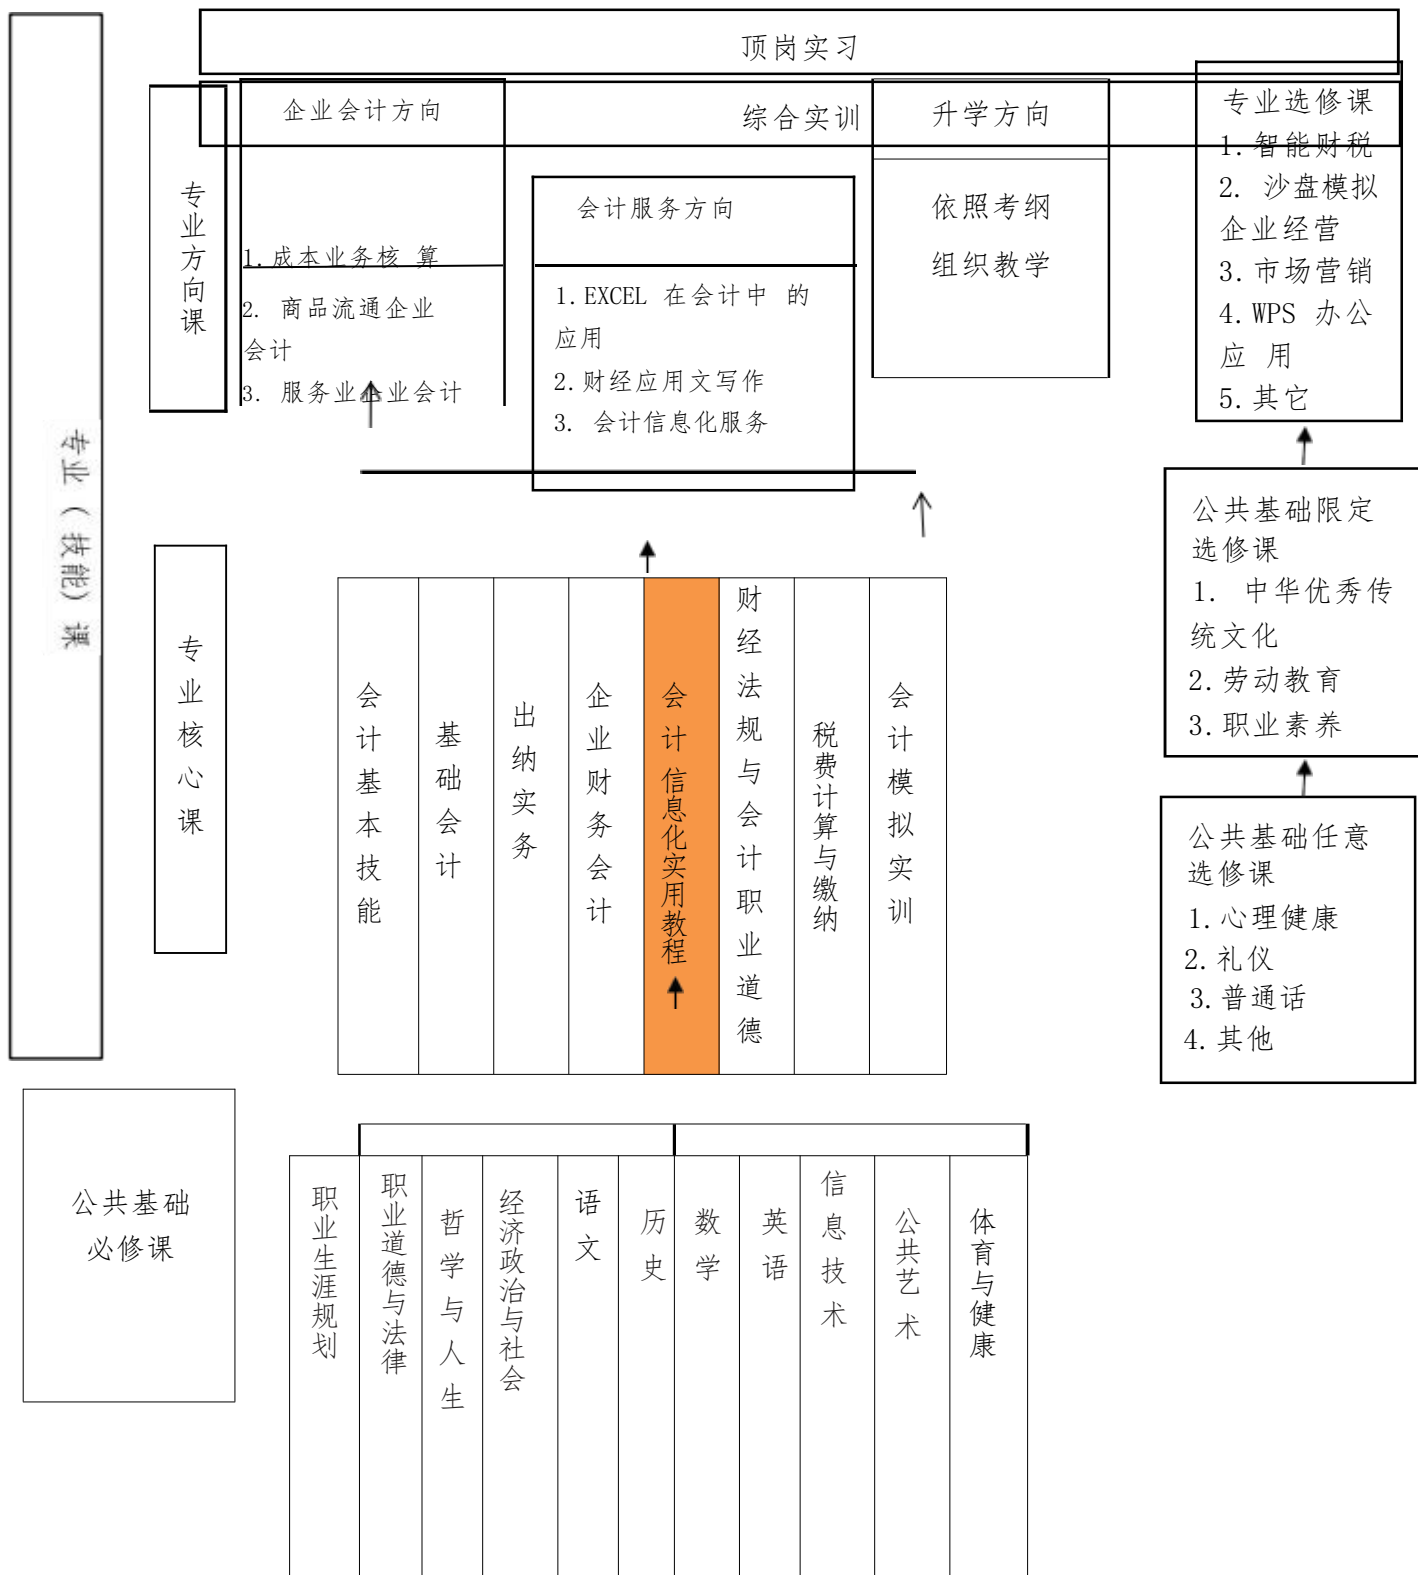 顶岗实习
综合实训
专业（技能）课
专业方向课
企业会计方向
1.成本业务核 算
2. 商品流通企业
会计
3. 服务业企业会计
会计服务方向
1.EXCEL 在会计中 的
应用
2.财经应用文写作
3. 会计信息化服务
升学方向
依照考纲
组织教学
专业选修课
1.智能财税
2. 沙盘模拟
企业经营
3.市场营销
4.WPS 办公
应 用
5.其它
专业核心课
会计基本技能
基础会计
出纳实务
企业财务会计
会计信息化实用教程
财经法规与会计职业道德
税费计算与缴纳
会计模拟实训
公共基础限定
选修课
1. 中华优秀传
统文化
2.劳动教育
3.职业素养
公共基础任意
选修课
1.心理健康
2.礼仪
3.普通话
4.其他
公共基础
必修课
职业生涯规划
职业道德与法律
哲学与人生
经济政治与社会
语文
历史
数学
英语
信息技术
公共艺术
体育与健康